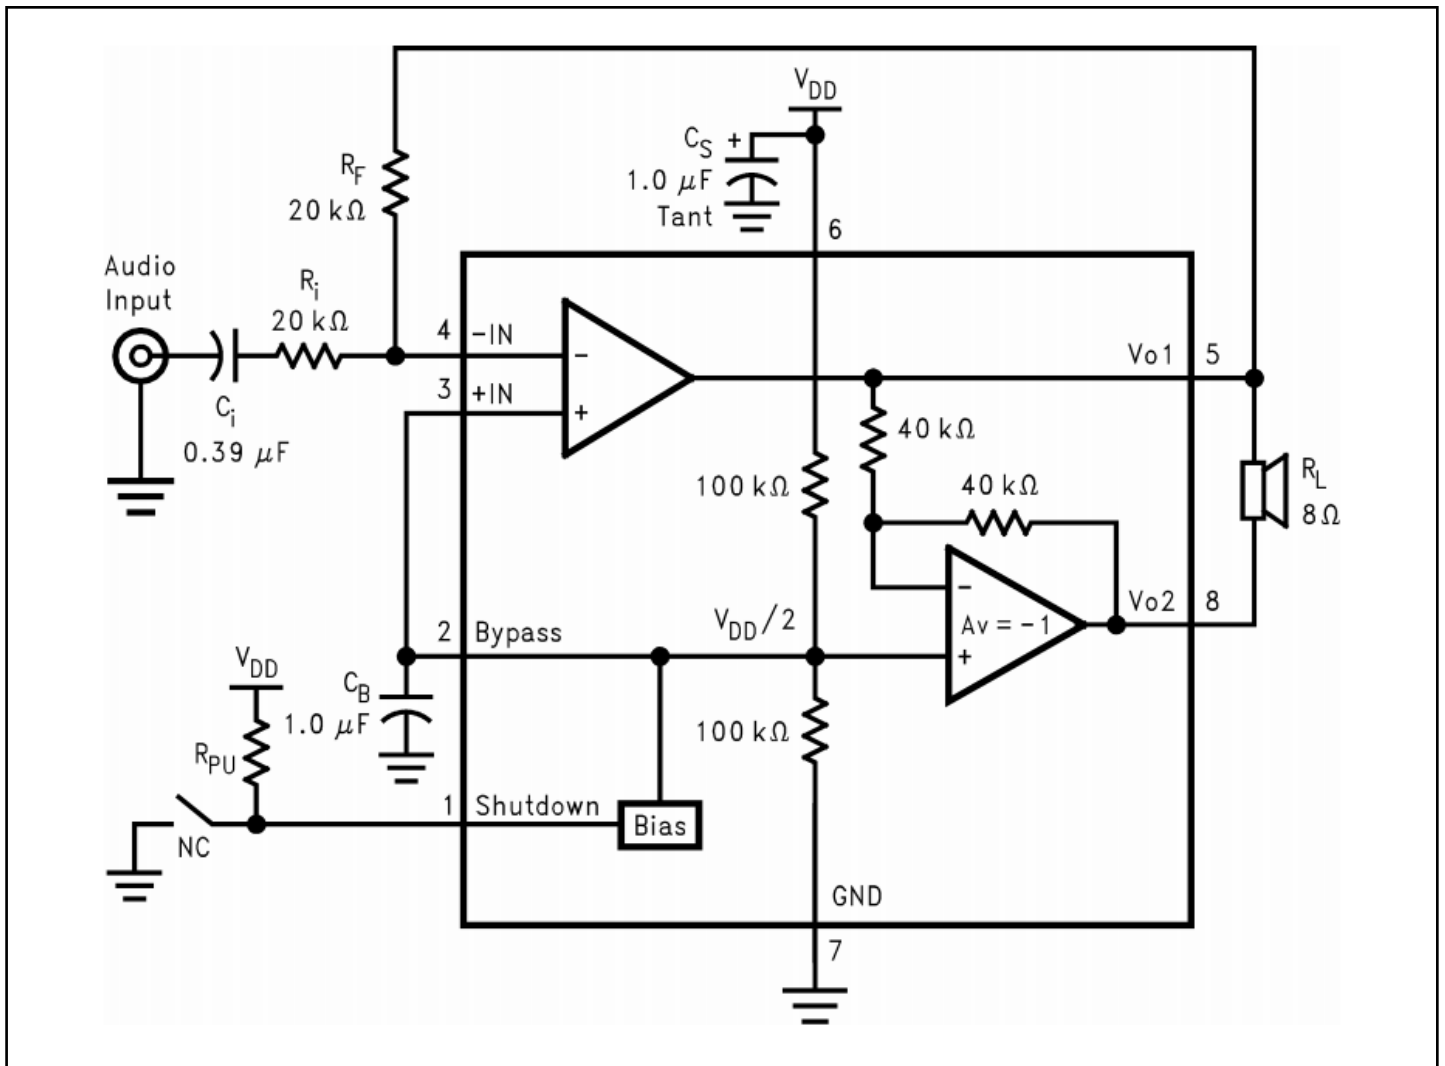 V_DD
C_S +
1.0 μF
Tant
R_F
20 kΩ
6
Audio
Input
R_i
20 kΩ
C_i
0.39 μF
4 -IN
3 +IN
-
+
Vo1 5
40 kΩ
100 kΩ
40 kΩ
R_L
8 Ω
V_DD/2
-
Av = -1
+
Vo2 8
2 Bypass
V_DD
C_B
1.0 μF
R_PU
100 kΩ
1 Shutdown
Bias
NC
GND
7